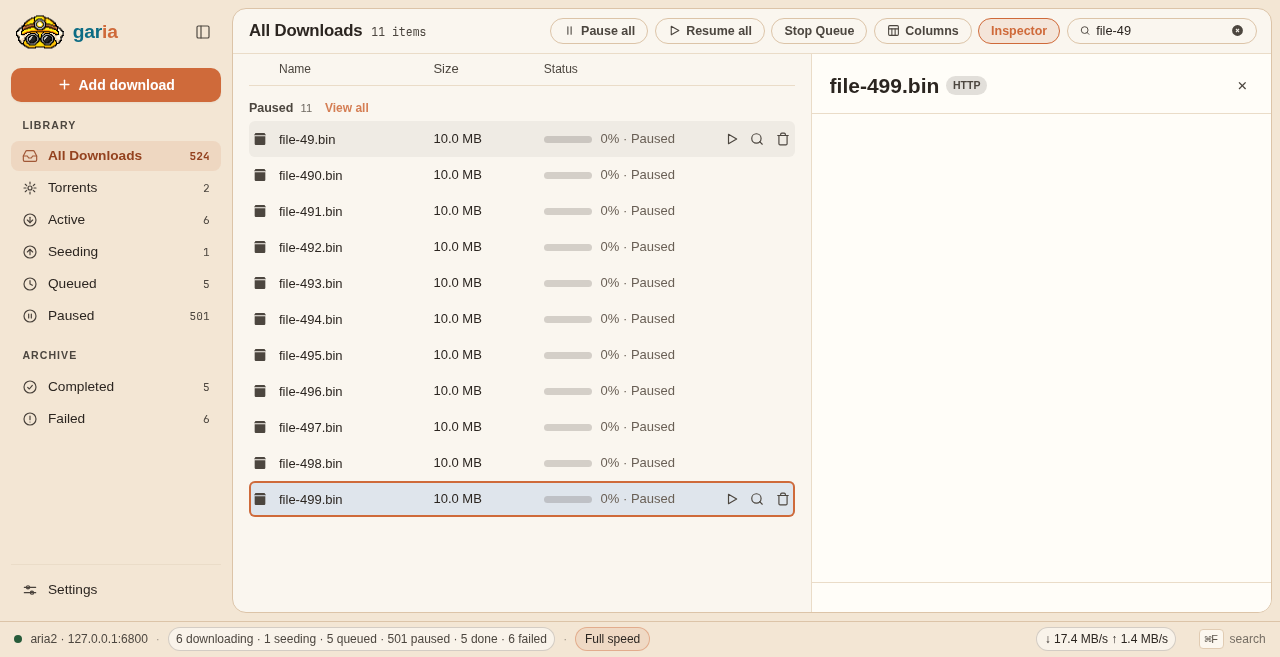 garia
Add download
LIBRARY
All Downloads 524
Torrents 2
Active 6
Seeding 1
Queued 5
Paused 501
ARCHIVE
Completed 5
Failed 6
Settings
All Downloads 11 items
Pause all
Resume all
Stop Queue
Columns
Inspector
file-49
Name Size Status
Paused 11 View all
file-49.bin 10.0 MB 0% · Paused
file-490.bin 10.0 MB 0% · Paused
file-491.bin 10.0 MB 0% · Paused
file-492.bin 10.0 MB 0% · Paused
file-493.bin 10.0 MB 0% · Paused
file-494.bin 10.0 MB 0% · Paused
file-495.bin 10.0 MB 0% · Paused
file-496.bin 10.0 MB 0% · Paused
file-497.bin 10.0 MB 0% · Paused
file-498.bin 10.0 MB 0% · Paused
file-499.bin 10.0 MB 0% · Paused
file-499.bin HTTP
aria2 · 127.0.0.1:6800 · 6 downloading · 1 seeding · 5 queued · 501 paused · 5 done · 6 failed · Full speed
↓ 17.4 MB/s ↑ 1.4 MB/s
⌘F search